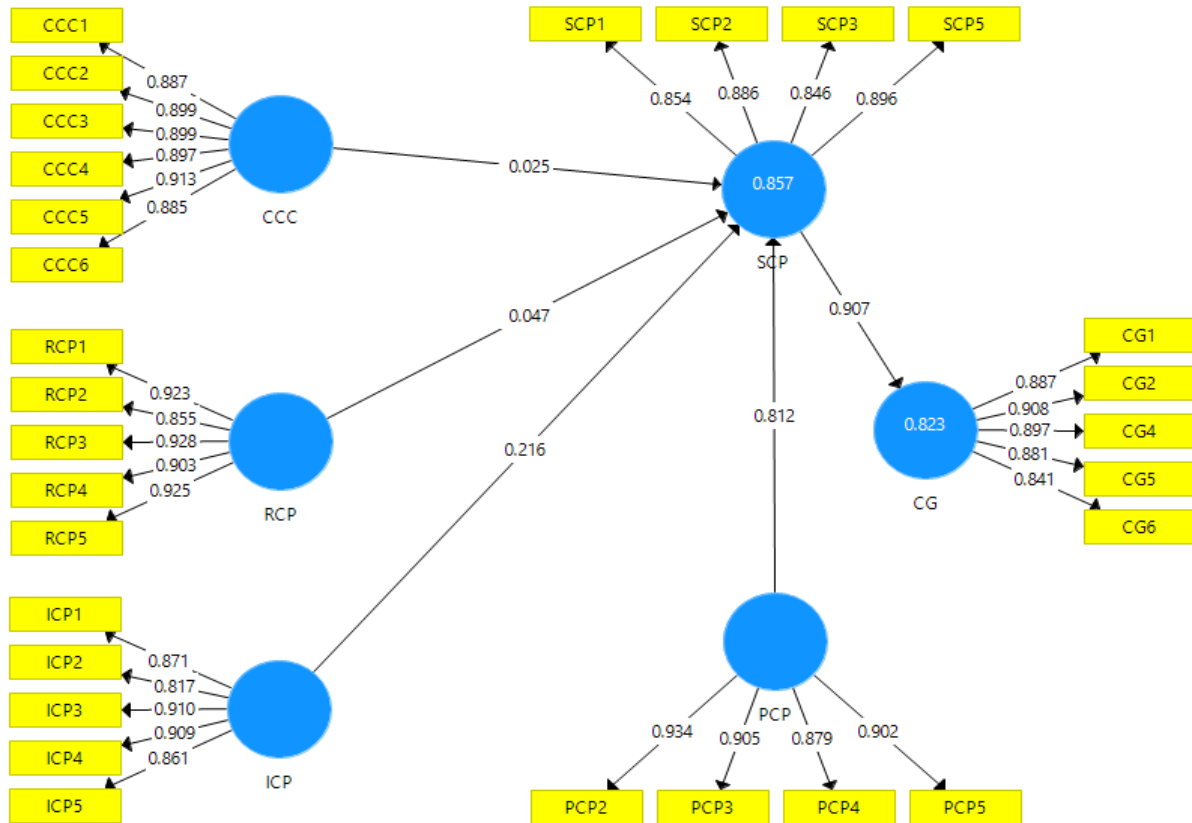 CCC1
CCC2
CCC3
CCC4
CCC5
CCC6
0.887
0.899
0.899
0.897
0.913
0.885
CCC
RCP1
RCP2
RCP3
RCP4
RCP5
0.923
0.855
0.928
0.903
0.925
RCP
ICP1
ICP2
ICP3
ICP4
ICP5
0.871
0.817
0.910
0.909
0.861
ICP
0.025
0.047
0.216
0.812
0.907
SCP1
SCP2
SCP3
SCP5
0.854
0.886
0.846
0.896
0.857
SCP
CG1
CG2
CG4
CG5
CG6
0.887
0.908
0.897
0.881
0.841
0.823
CG
PCP
0.934
0.905
0.879
0.902
PCP2
PCP3
PCP4
PCP5